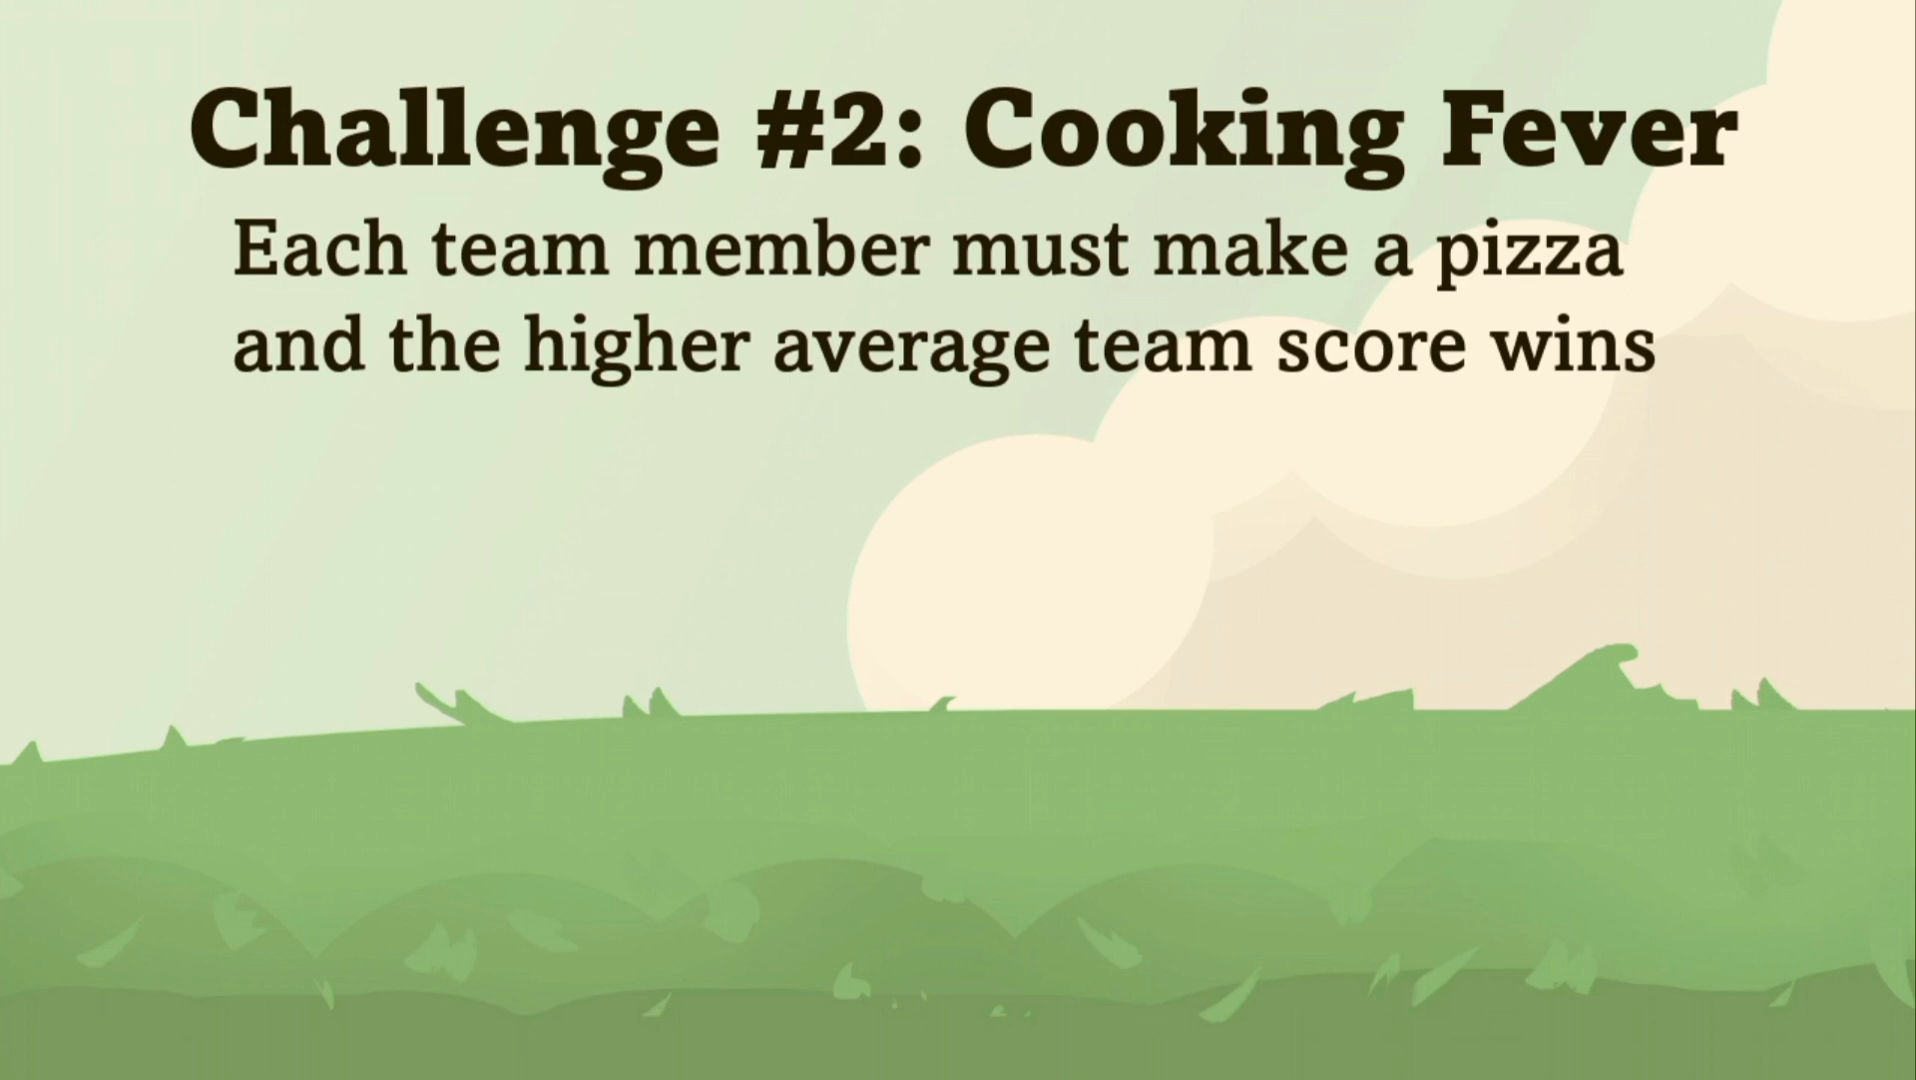 Challenge #2: Cooking Fever
Each team member must make a pizza
and the higher average team score wins